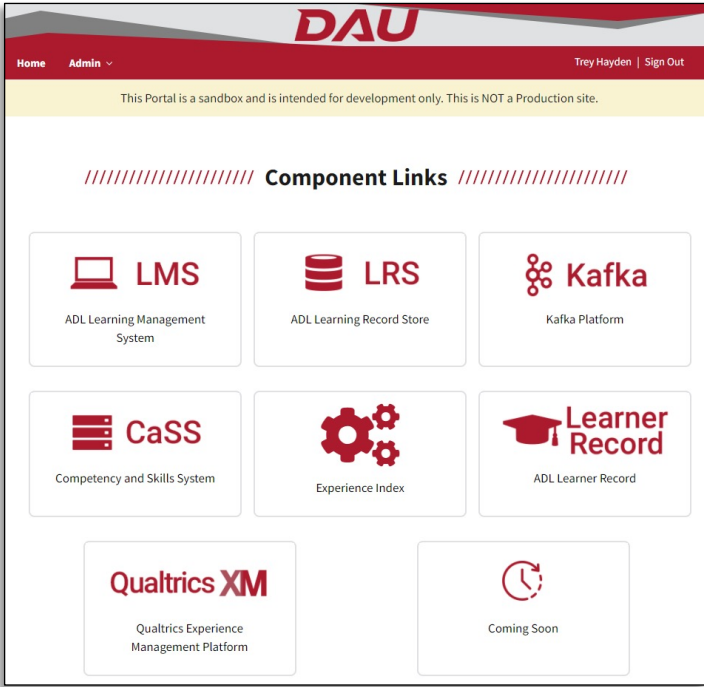 DAU
Home Admin Trey Hayden | Sign Out
This Portal is a sandbox and is intended for development only. This is NOT a Production site.
////////////////////// Component Links //////////////////////
LMS
ADL Learning Management
System
LRS
ADL Learning Record Store
Kafka
Kafka Platform
CaSS
Competency and Skills System
Experience Index
Learner
Record
ADL Learner Record
Qualtrics XM
Qualtrics Experience
Management Platform
Coming Soon